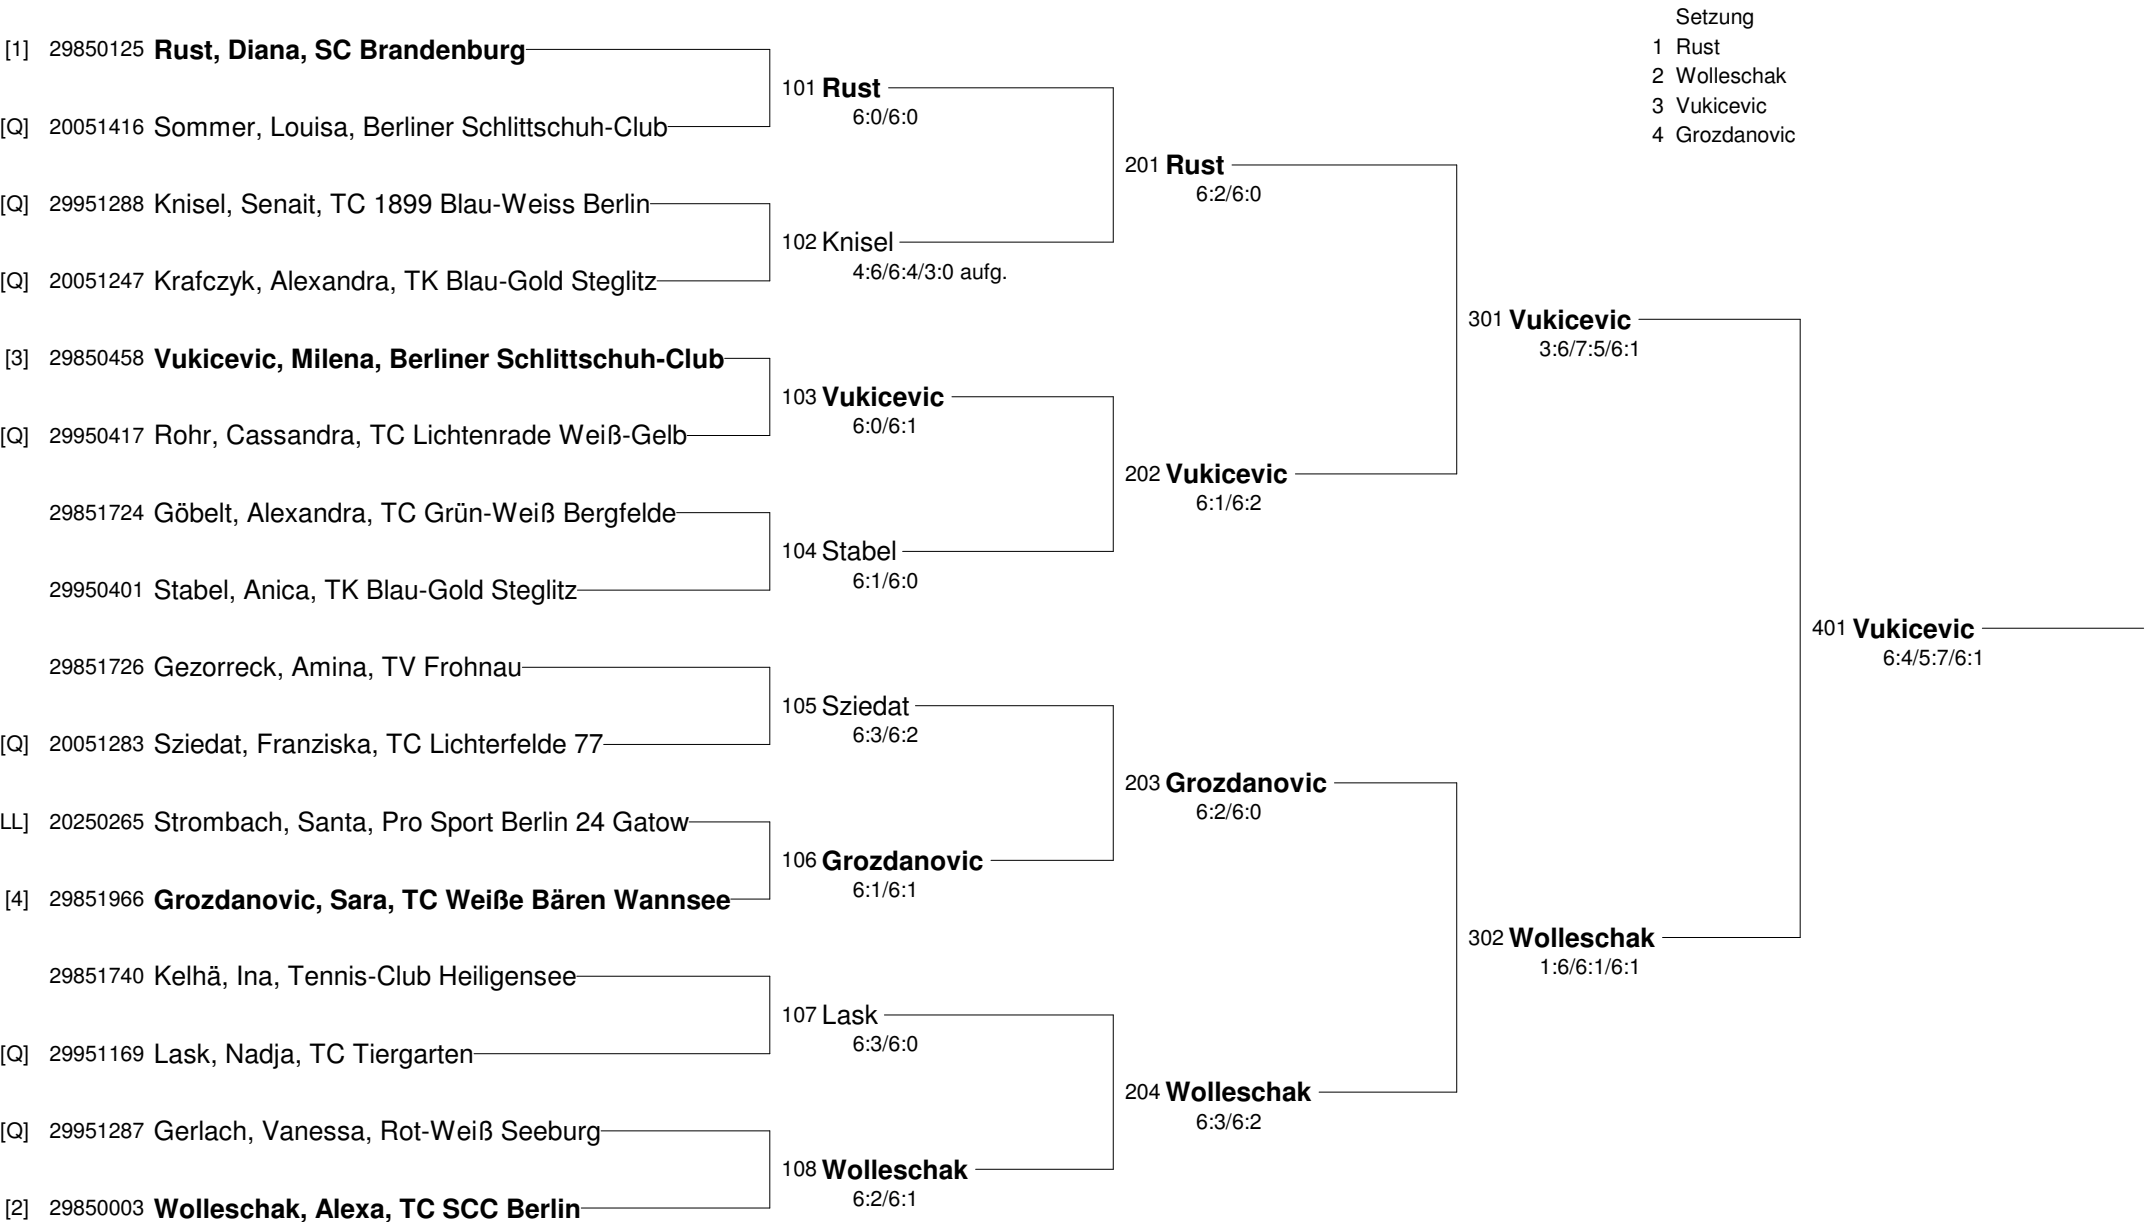 Setzung
1 Rust
2 Wolleschak
3 Vukicevic
4 Grozdanovic
[1] 29850125 Rust, Diana, SC Brandenburg
101 Rust
6:0/6:0
[Q] 20051416 Sommer, Louisa, Berliner Schlittschuh-Club
201 Rust
6:2/6:0
[Q] 29951288 Knisel, Senait, TC 1899 Blau-Weiss Berlin
102 Knisel
4:6/6:4/3:0 aufg.
[Q] 20051247 Krafczyk, Alexandra, TK Blau-Gold Steglitz
301 Vukicevic
3:6/7:5/6:1
[3] 29850458 Vukicevic, Milena, Berliner Schlittschuh-Club
103 Vukicevic
6:0/6:1
[Q] 29950417 Rohr, Cassandra, TC Lichtenrade Weiß-Gelb
202 Vukicevic
6:1/6:2
29851724 Göbelt, Alexandra, TC Grün-Weiß Bergfelde
104 Stabel
6:1/6:0
29950401 Stabel, Anica, TK Blau-Gold Steglitz
401 Vukicevic
6:4/5:7/6:1
29851726 Gezorreck, Amina, TV Frohnau
105 Sziedat
6:3/6:2
[Q] 20051283 Sziedat, Franziska, TC Lichterfelde 77
203 Grozdanovic
6:2/6:0
LL] 20250265 Strombach, Santa, Pro Sport Berlin 24 Gatow
106 Grozdanovic
6:1/6:1
[4] 29851966 Grozdanovic, Sara, TC Weiße Bären Wannsee
302 Wolleschak
1:6/6:1/6:1
29851740 Kelhä, Ina, Tennis-Club Heiligensee
107 Lask
6:3/6:0
[Q] 29951169 Lask, Nadja, TC Tiergarten
204 Wolleschak
6:3/6:2
[Q] 29951287 Gerlach, Vanessa, Rot-Weiß Seeburg
108 Wolleschak
6:2/6:1
[2] 29850003 Wolleschak, Alexa, TC SCC Berlin